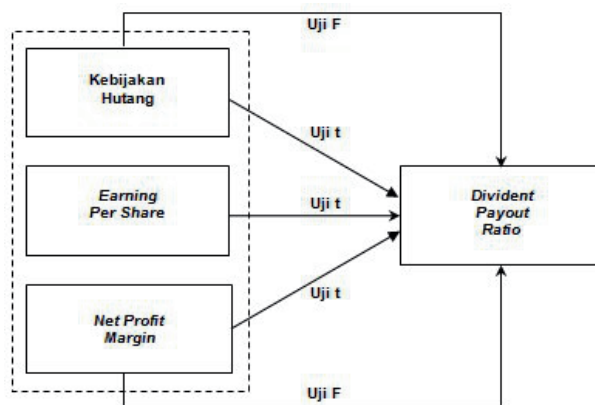 Uji F
Kebijakan
Hutang
Uji t
Earning
Per Share
Uji t
Divident
Payout
Ratio
Net Profit
Margin
Uji t
Uji F